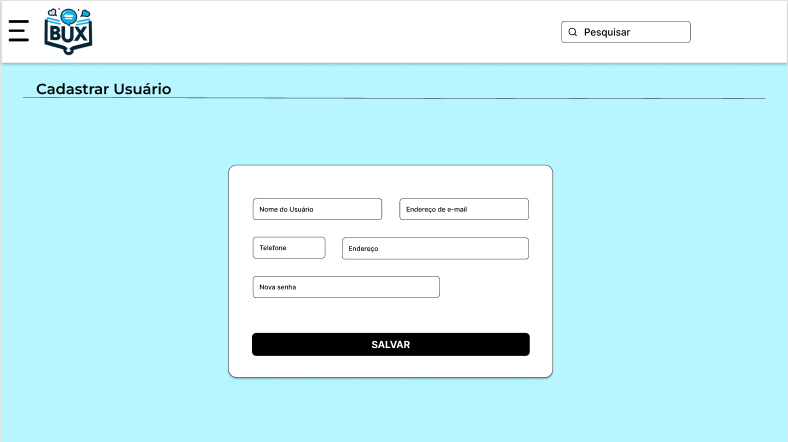 BUX
Pesquisar
Cadastrar Usuário
Nome do Usuário
Endereço de e-mail
Telefone
Endereço
Nova senha
SALVAR